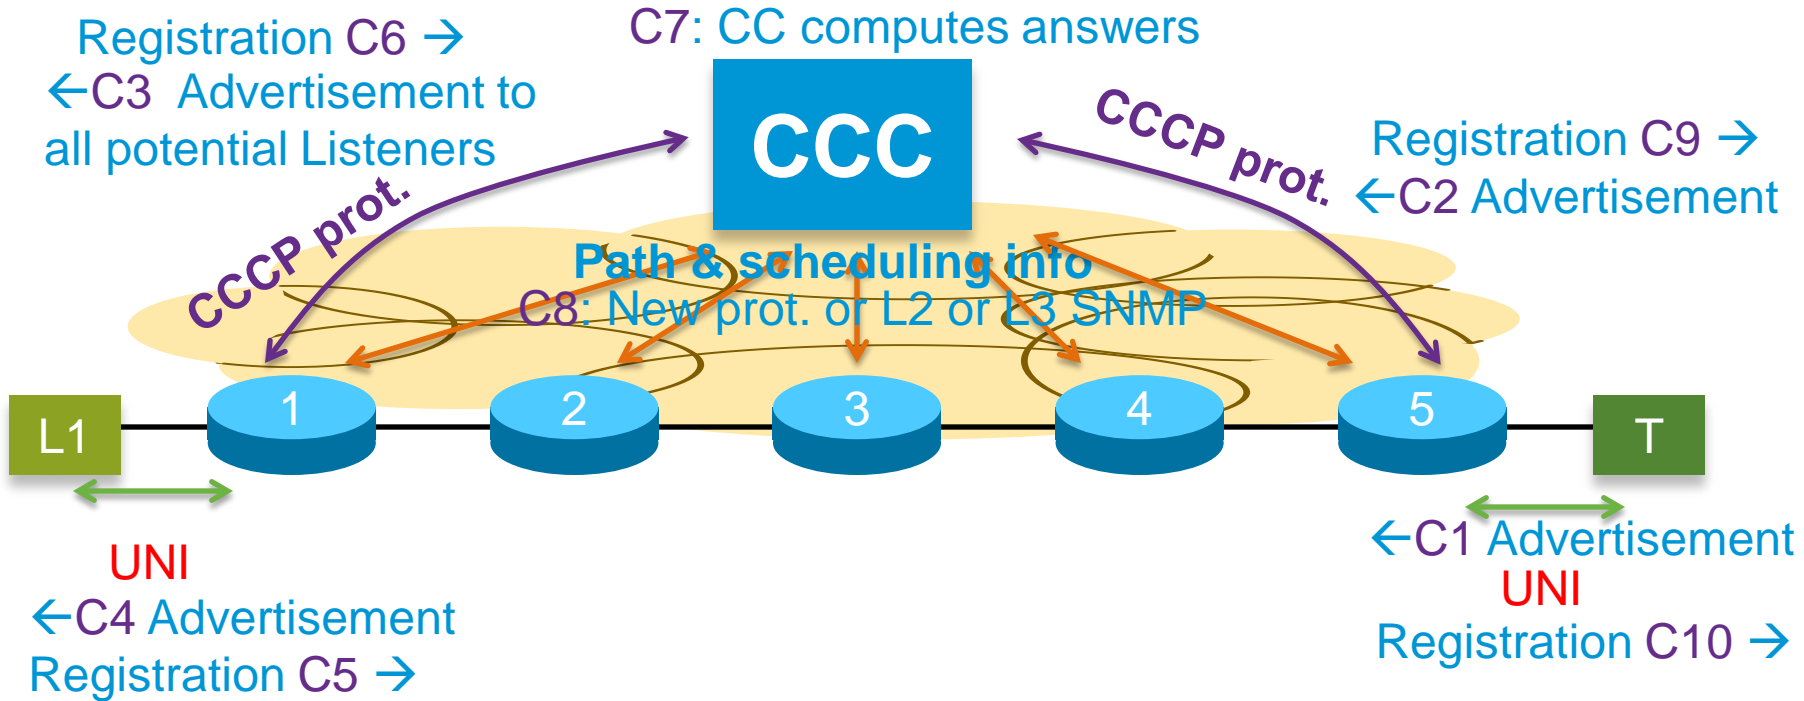 Registration C6 →
←C3 Advertisement to
all potential Listeners
C7: CC computes answers
CCC
CCCP prot.
CCCP prot.
Registration C9 →
←C2 Advertisement
Path & scheduling info
C8: New prot. or L2 or L3 SNMP
L1
1
2
3
4
5
T
UNI
←C4 Advertisement
Registration C5 →
←C1 Advertisement
UNI
Registration C10 →